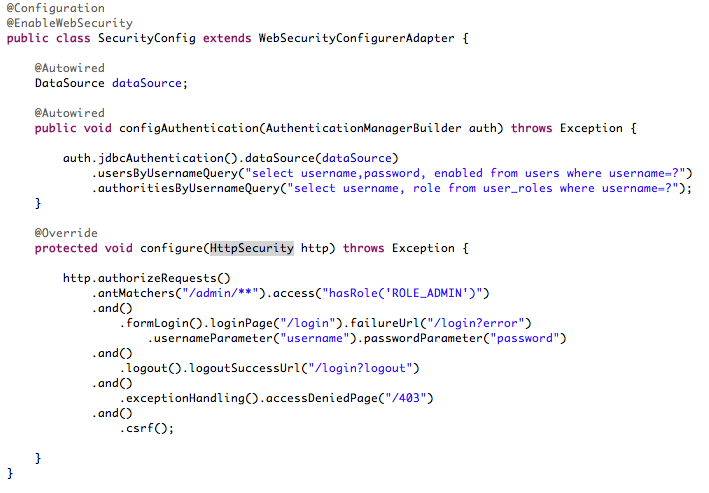 @Configuration
@EnableWebSecurity
public class SecurityConfig extends WebSecurityConfigurerAdapter {
@Autowired
DataSource dataSource;
@Autowired
public void configAuthentication(AuthenticationManagerBuilder auth) throws Exception {
auth.jdbcAuthentication().dataSource(dataSource)
.usersByUsernameQuery("select username,password, enabled from users where username=?")
.authoritiesByUsernameQuery("select username, role from user_roles where username=?");
}
@Override
protected void configure(HttpSecurity http) throws Exception {
http.authorizeRequests()
.antMatchers("/admin/**").access("hasRole('ROLE_ADMIN')")
.and()
.formLogin().loginPage("/login").failureUrl("/login?error")
.usernameParameter("username").passwordParameter("password")
.and()
.logout().logoutSuccessUrl("/login?logout")
.and()
.exceptionHandling().accessDeniedPage("/403")
.and()
.csrf();
}
}